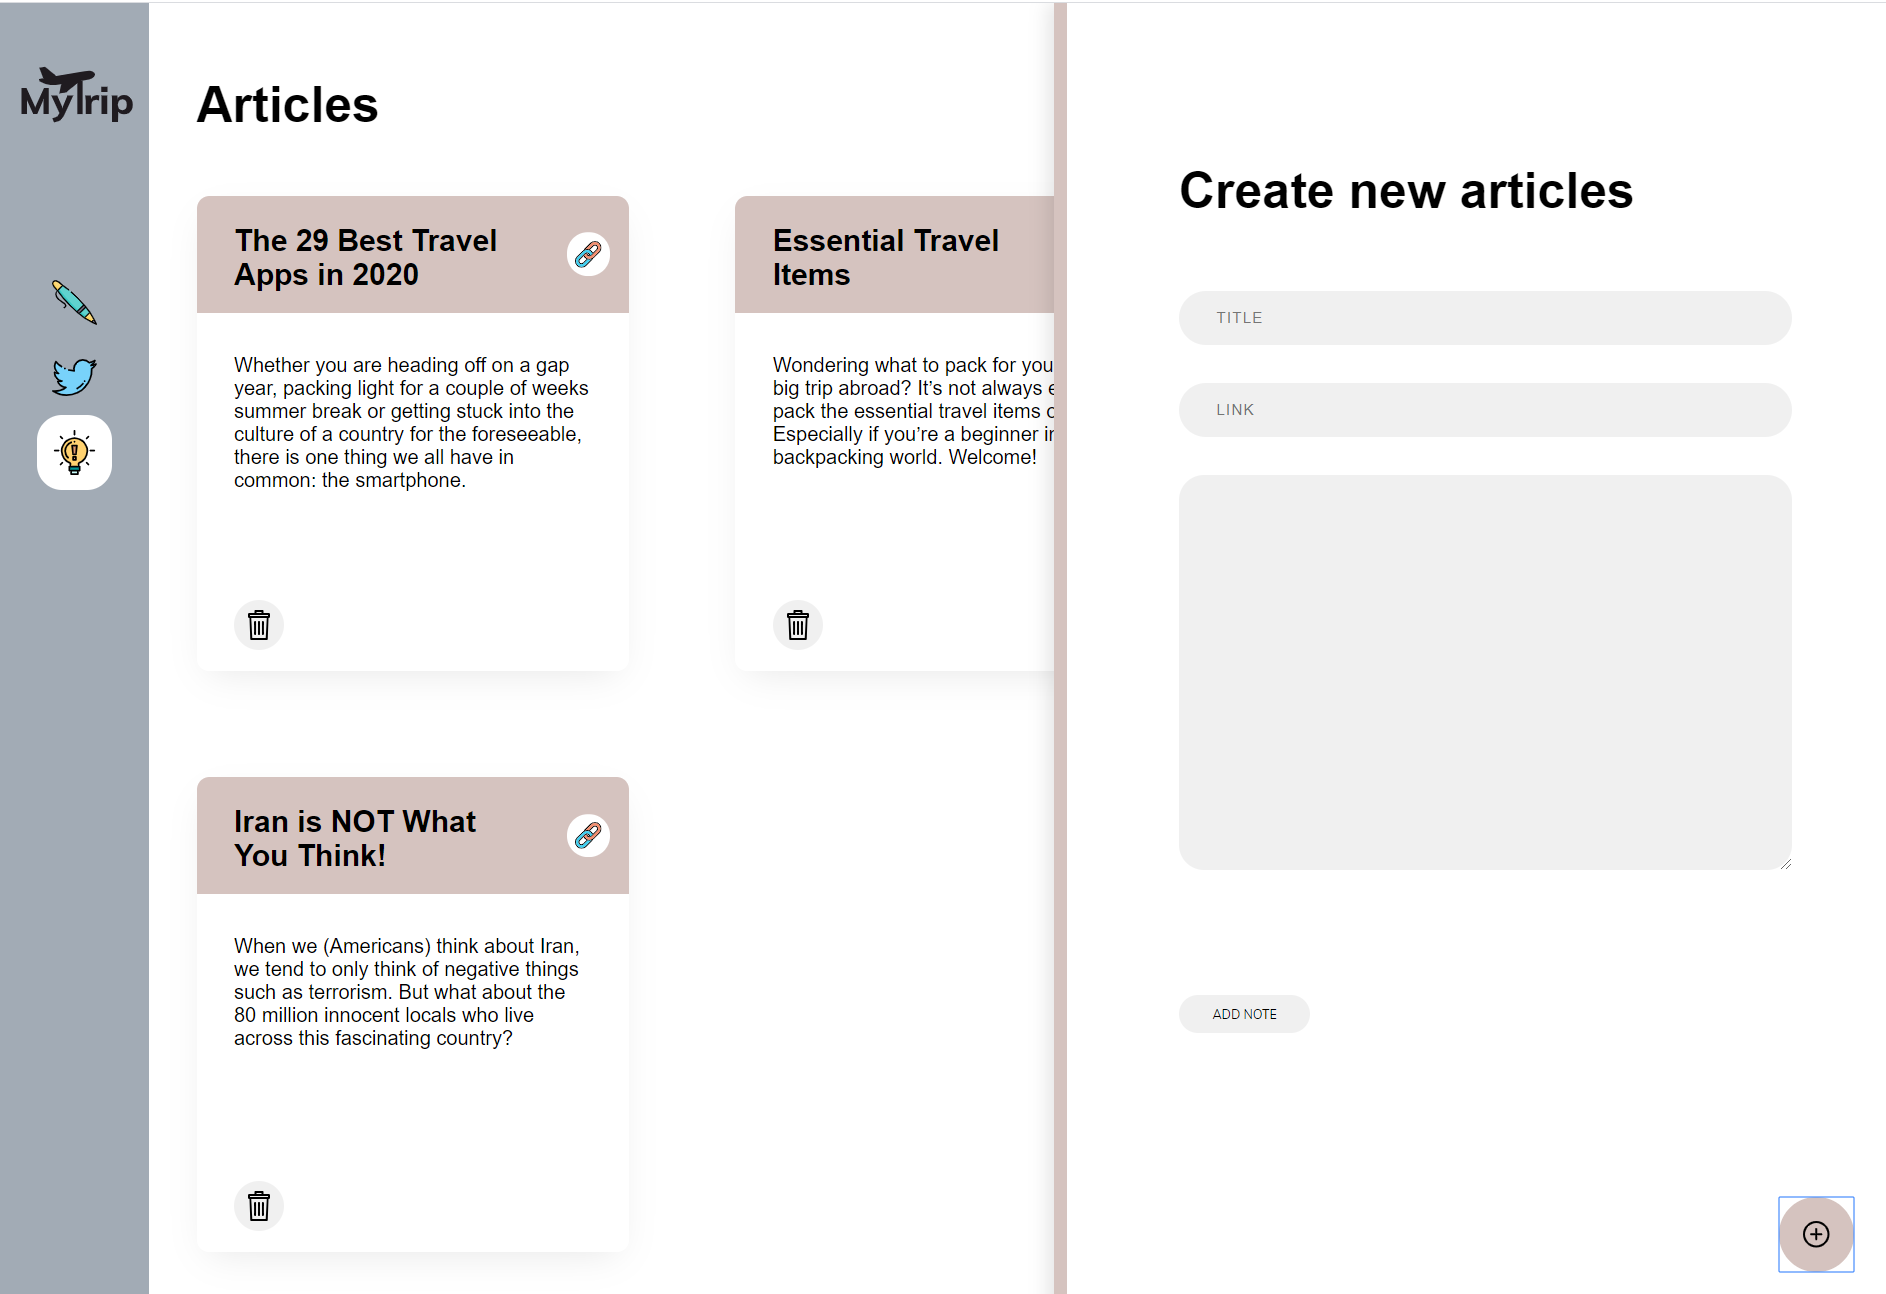 MyTrip
Articles
The 29 Best Travel
Apps in 2020
Whether you are heading off on a gap
year, packing light for a couple of weeks
summer break or getting stuck into the
culture of a country for the foreseeable,
there is one thing we all have in
common: the smartphone.
Essential Travel
Items
Wondering what to pack for you
big trip abroad? It’s not always e
pack the essential travel items
Especially if you’re a beginner in
backpacking world. Welcome!
Iran is NOT What
You Think!
When we (Americans) think about Iran,
we tend to only think of negative things
such as terrorism. But what about the
80 million innocent locals who live
across this fascinating country?
Create new articles
TITLE
LINK
ADD NOTE